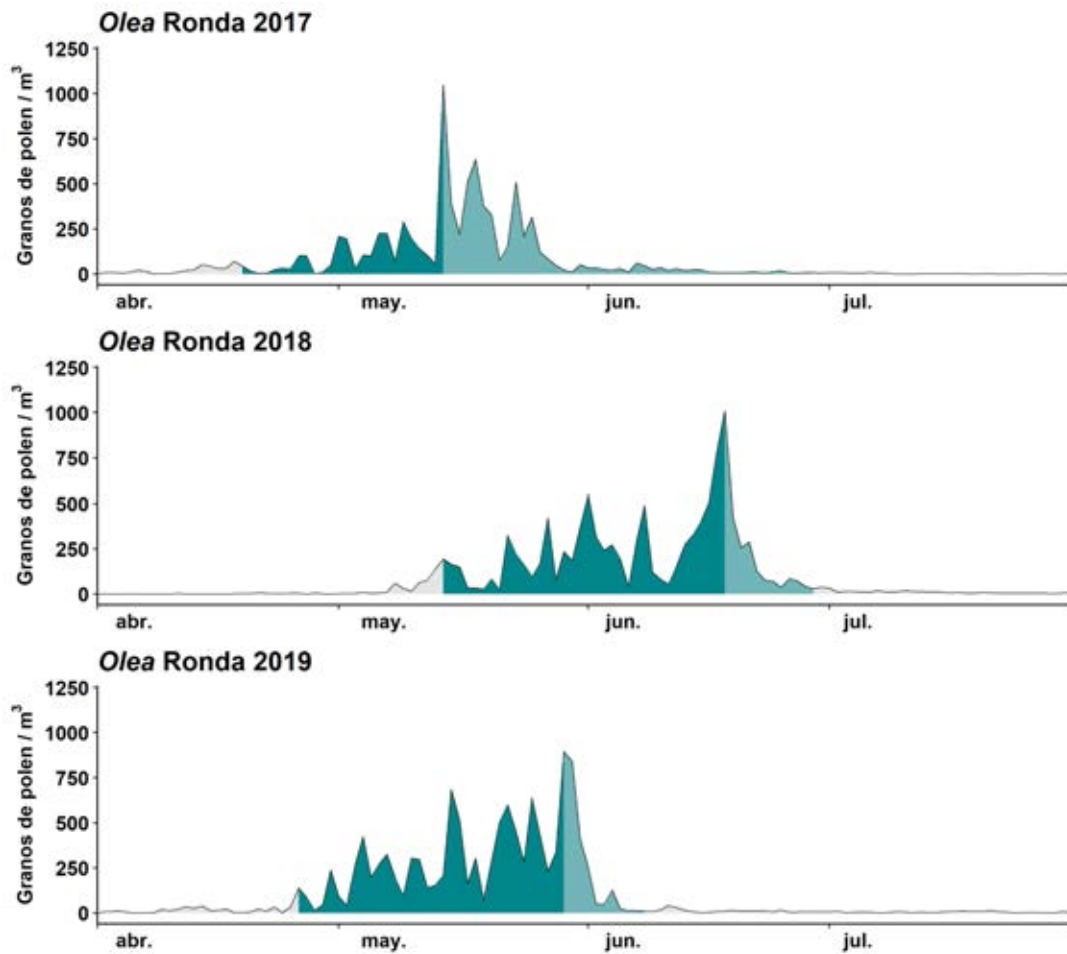 Olea Ronda 2017
Granos de polen / m³
1250
1000
750
500
250
0
abr. may. jun. jul.
Olea Ronda 2018
Granos de polen / m³
1250
1000
750
500
250
0
abr. may. jun. jul.
Olea Ronda 2019
Granos de polen / m³
1250
1000
750
500
250
0
abr. may. jun. jul.